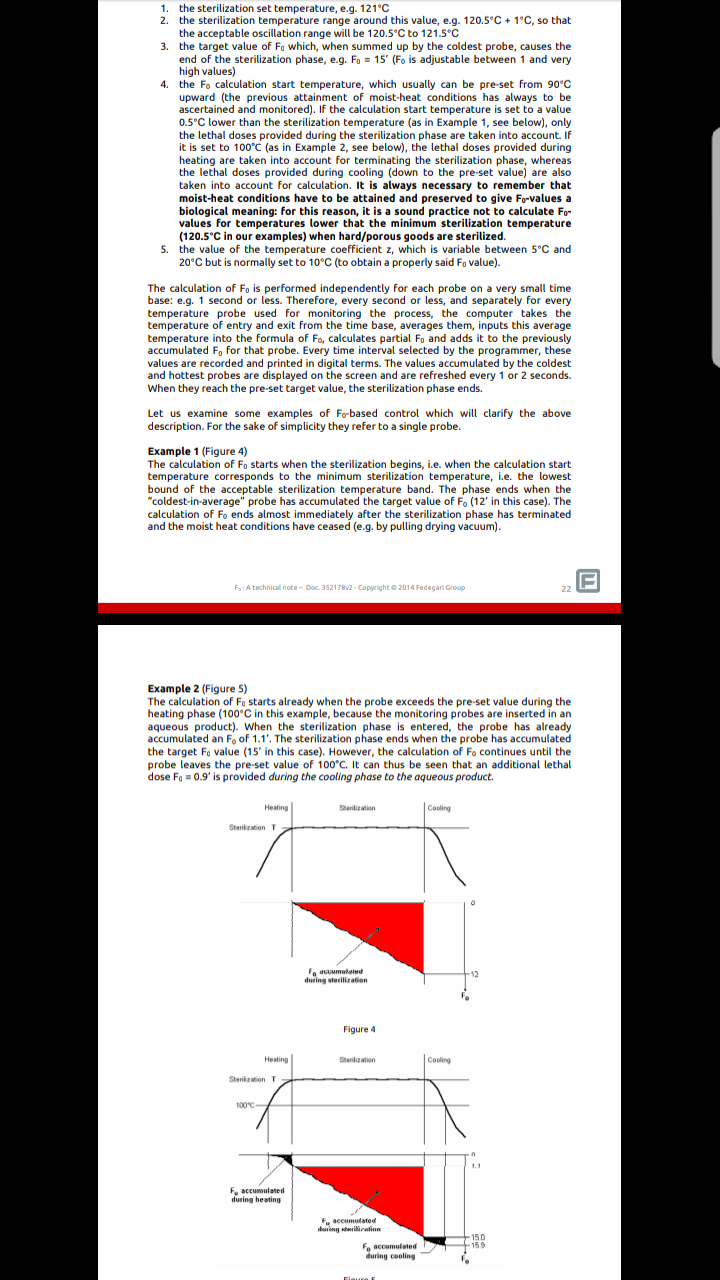 1. the sterilization set temperature, e.g. 121°C
2. the sterilization temperature range around this value, e.g. 120.5°C + 1°C, so that
the acceptable oscillation range will be 120.5°C to 121.5°C
3. the target value of F₀ which, when summed up by the coldest probe, causes the
end of the sterilization phase, e.g. F₀ = 15' (F₀ is adjustable between 1 and very
high values)
4. the F₀ calculation start temperature, which usually can be pre-set from 90°C
upward (the previous attainment of moist-heat conditions has always to be
ascertained and monitored). If the calculation start temperature is set to a value
0.5°C lower than the sterilization temperature (as in Example 1, see below), only
the lethal doses provided during the sterilization phase are taken into account. If
it is set to 100°C (as in Example 2, see below), the lethal doses provided during
heating are taken into account for terminating the sterilization phase, whereas
the lethal doses provided during cooling (down to the pre-set value) are also
taken into account for calculation. It is always necessary to remember that
moist-heat conditions have to be attained and preserved to give F₀-values a
biological meaning: for this reason, it is a sound practice not to calculate F₀-
values for temperatures lower that the minimum sterilization temperature
(120.5°C in our examples) when hard/porous goods are sterilized.
5. the value of the temperature coefficient z, which is variable between 5°C and
20°C but is normally set to 10°C (to obtain a properly said F₀ value).
The calculation of F₀ is performed independently for each probe on a very small time
base: e.g. 1 second or less. Therefore, every second or less, and separately for every
temperature probe used for monitoring the process, the computer takes the
temperature of entry and exit from the time base, averages them, inputs this average
temperature into the formula of F₀, calculates partial F₀ and adds it to the previously
accumulated F₀ for that probe. Every time interval selected by the programmer, these
values are recorded and printed in digital terms. The values accumulated by the coldest
and hottest probes are displayed on the screen and are refreshed every 1 or 2 seconds.
When they reach the pre-set target value, the sterilization phase ends.
Let us examine some examples of F₀-based control which will clarify the above
description. For the sake of simplicity they refer to a single probe.
Example 1 (Figure 4)
The calculation of F₀ starts when the sterilization begins, i.e. when the calculation start
temperature corresponds to the minimum sterilization temperature, i.e. the lowest
bound of the acceptable sterilization temperature band. The phase ends when the
"coldest-in-average" probe has accumulated the target value of F₀ (12' in this case). The
calculation of F₀ ends almost immediately after the sterilization phase has terminated
and the moist heat conditions have ceased (e.g. by pulling drying vacuum).
F₀ - A technical note – Doc. 352178v2 - Copyright © 2014 Fedegari Group
22
Example 2 (Figure 5)
The calculation of F₀ starts already when the probe exceeds the pre-set value during the
heating phase (100°C in this example, because the monitoring probes are inserted in an
aqueous product). When the sterilization phase is entered, the probe has already
accumulated an F₀ of 1.1'. The sterilization phase ends when the probe has accumulated
the target F₀ value (15' in this case). However, the calculation of F₀ continues until the
probe leaves the pre-set value of 100°C. It can thus be seen that an additional lethal
dose F₀ = 0.9' is provided during the cooling phase to the aqueous product.
Heating Sterilization Cooling
Sterilization T
0
F₀ accumulated
during sterilization
12
F₀
Figure 4
Heating Sterilization Cooling
Sterilization T
100°C
1.1
F₀ accumulated
during heating
F₀ accumulated
during sterilization
15.0
15.9
F₀ accumulated
during cooling
F₀